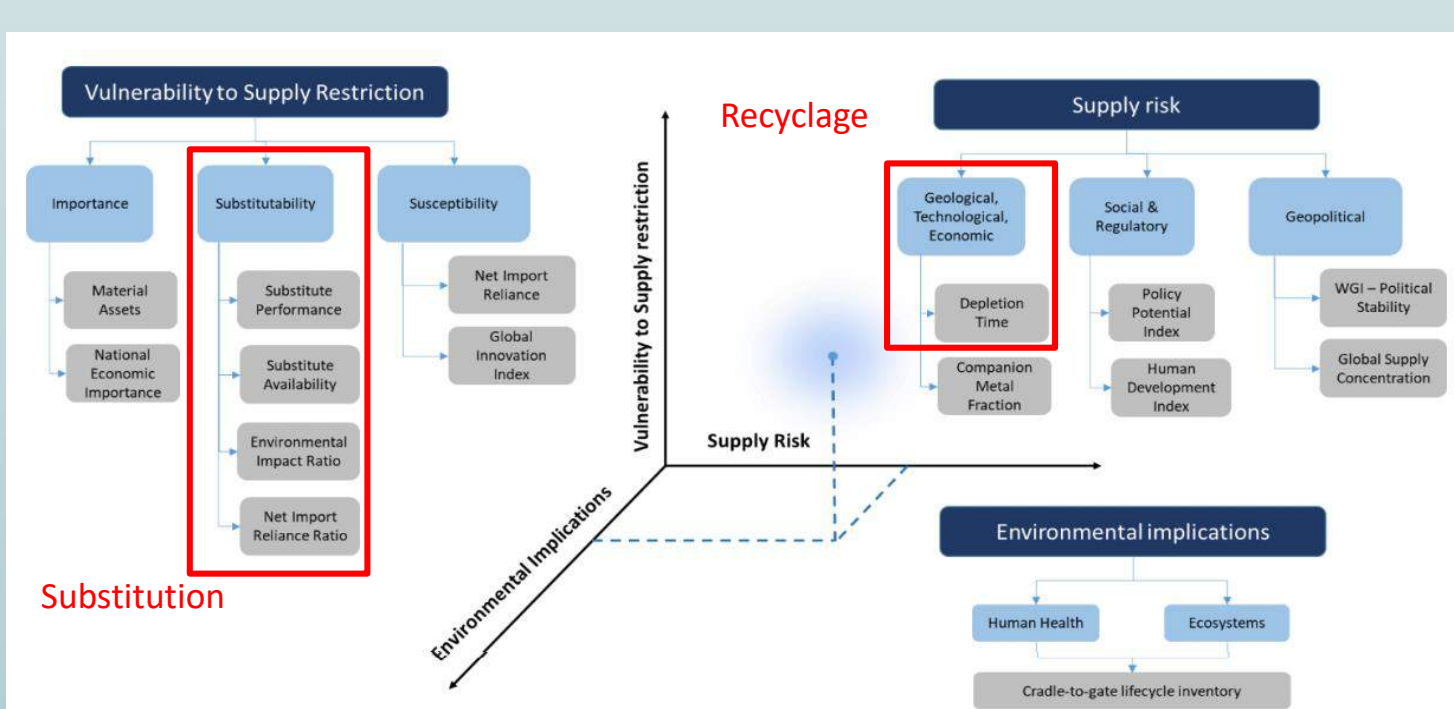 Vulnerability to Supply Restriction
Importance
Material
Assets
National
Economic
Importance
Substitutability
Substitute
Performance
Substitute
Availability
Environmental
Impact Ratio
Net Import
Reliance Ratio
Susceptibility
Net Import
Reliance
Global
Innovation
Index
Substitution
Recyclage
Vulnerability to Supply restriction
Supply Risk
Environmental Implications
Supply risk
Geological,
Technological,
Economic
Depletion
Time
Companion
Metal
Fraction
Social &
Regulatory
Policy
Potential
Index
Human
Development
Index
Geopolitical
WGI – Political
Stability
Global Supply
Concentration
Environmental implications
Human Health
Ecosystems
Cradle-to-gate lifecycle inventory